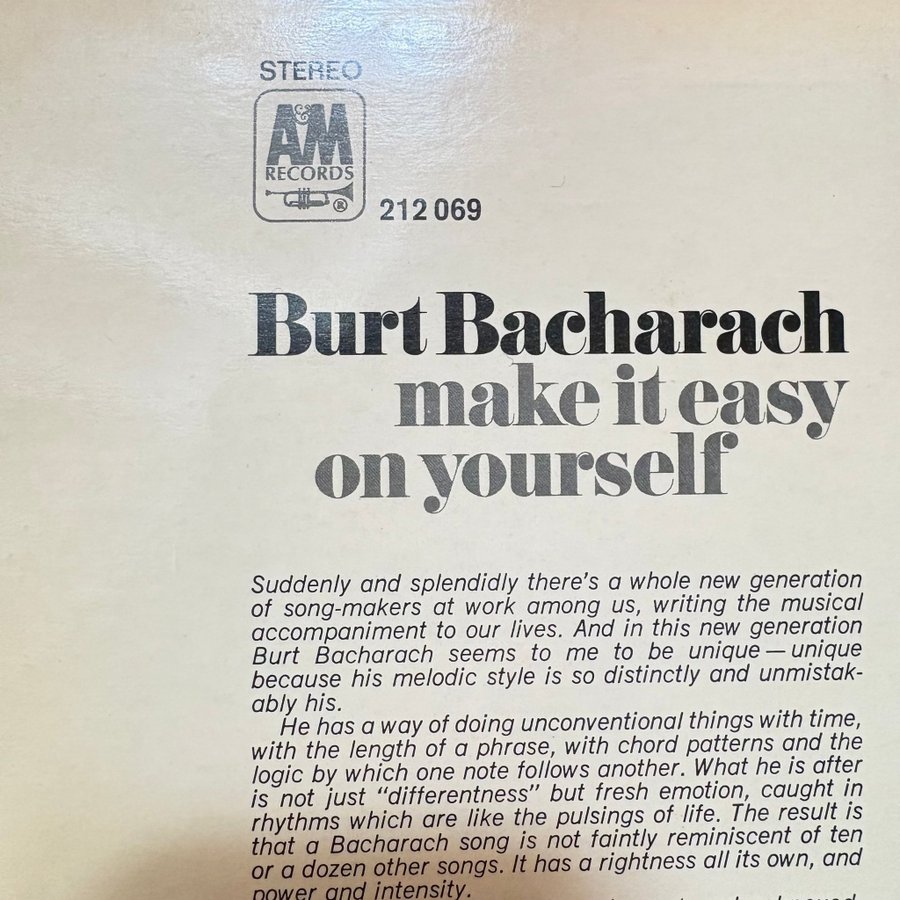 STEREO
A&M
RECORDS
®
212 069
Burt Bacharach
make it easy
on yourself
Suddenly and splendidly there's a whole new generation
of song-makers at work among us, writing the musical
accompaniment to our lives. And in this new generation
Burt Bacharach seems to me to be unique — unique
because his melodic style is so distinctly and unmistak-
ably his.
He has a way of doing unconventional things with time,
with the length of a phrase, with chord patterns and the
logic by which one note follows another. What he is after
is not just “differentness” but fresh emotion, caught in
rhythms which are like the pulsings of life. The result is
that a Bacharach song is not faintly reminiscent of ten
or a dozen other songs. It has a rightness all its own, and
power and intensity.